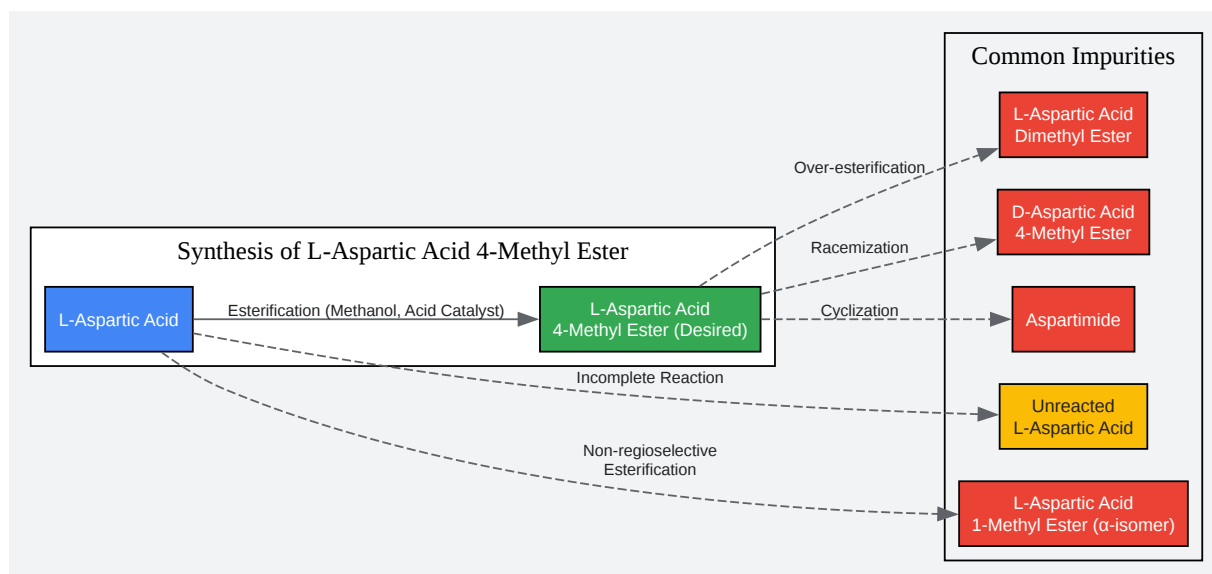 Common Impurities
L-Aspartic Acid
Dimethyl Ester
Over-esterification
D-Aspartic Acid
4-Methyl Ester
Racemization
Synthesis of L-Aspartic Acid 4-Methyl Ester
L-Aspartic Acid
Esterification (Methanol, Acid Catalyst)
L-Aspartic Acid
4-Methyl Ester (Desired)
Cyclization
Aspartimide
Incomplete Reaction
Unreacted
L-Aspartic Acid
Non-regioselective
Esterification
L-Aspartic Acid
1-Methyl Ester (α-isomer)